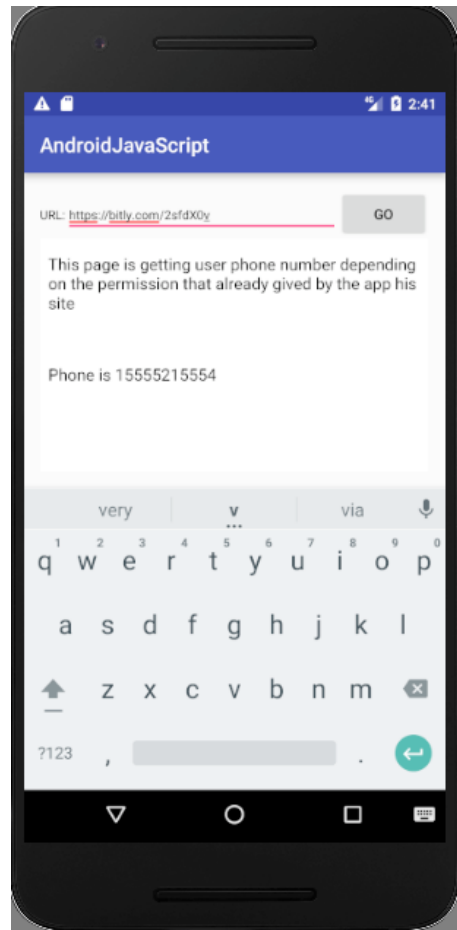 4G 2:41
AndroidJavaScript
URL: https://bitly.com/2sfdX0y GO
This page is getting user phone number depending
on the permission that already gived by the app his
site
Phone is 15555215554
very v via
1 2 3 4 5 6 7 8 9 0
q w e r t y u i o p
a s d f g h j k l
z x c v b n m
?123 , .